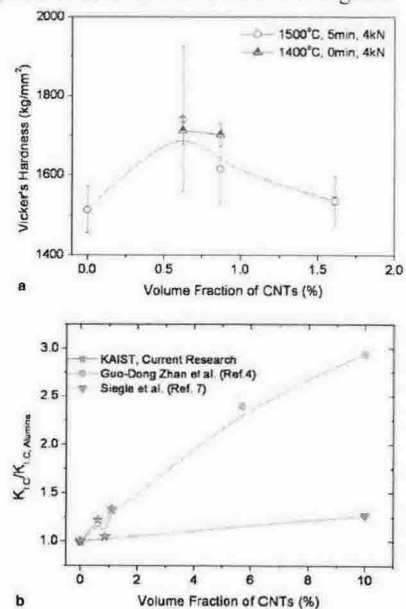 2000
1800
1600
1400
Vicker's Hardness (kg/mm²)
1500°C, 5min, 4kN
1400°C, 0min, 4kN
0.0 0.5 1.0 1.5 2.0
a
Volume Fraction of CNTs (%)
3.0
2.5
2.0
1.5
1.0
K_IC/K_I.C, Alumina
KAIST, Current Research
Guo-Dong Zhan et al. (Ref.4)
Siegle et al. (Ref. 7)
0 2 4 6 8 10
b
Volume Fraction of CNTs (%)